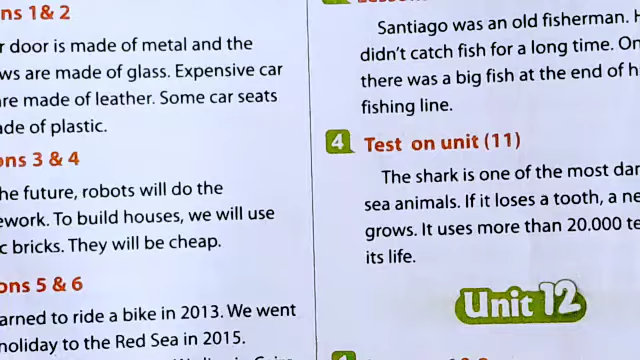 ns 1& 2
r door is made of metal and the
ws are made of glass. Expensive car
re made of leather. Some car seats
ade of plastic.
ons 3 & 4
he future, robots will do the
ework. To build houses, we will use
c bricks. They will be cheap.
ons 5 & 6
arned to ride a bike in 2013. We went
noliday to the Red Sea in 2015.
Santiago was an old fisherman. H
didn't catch fish for a long time. On
there was a big fish at the end of h
fishing line.
4 Test on unit (11)
The shark is one of the most dan
sea animals. If it loses a tooth, a ne
grows. It uses more than 20.000 te
its life.
Unit 12